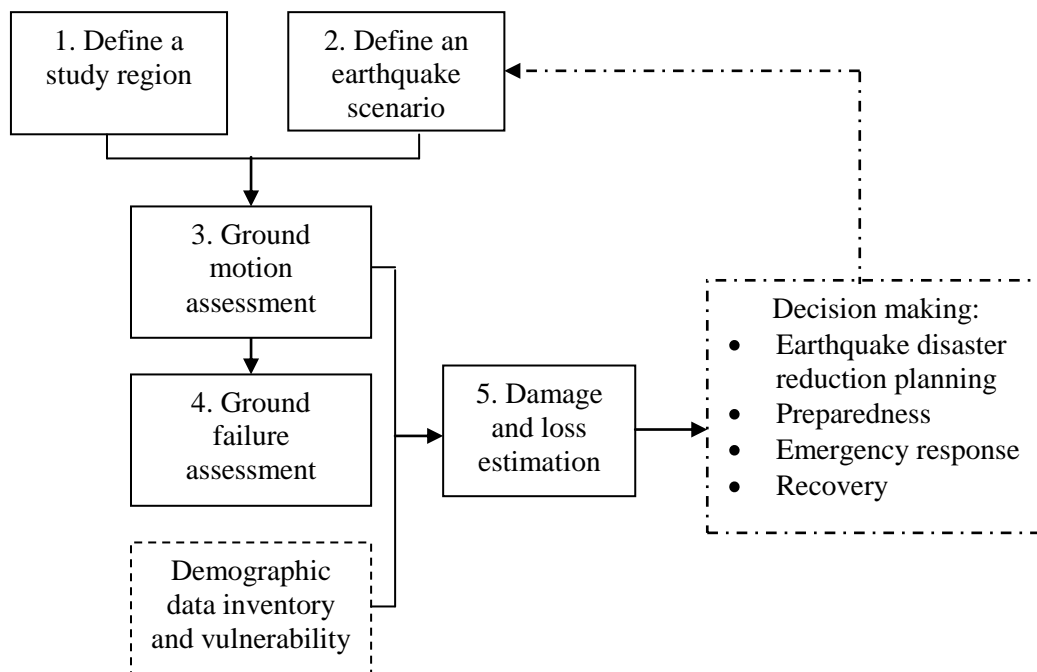 1. Define a
study region
2. Define an
earthquake
scenario
3. Ground
motion
assessment
4. Ground
failure
assessment
5. Damage
and loss
estimation
Decision making:
• Earthquake disaster
reduction planning
• Preparedness
• Emergency response
• Recovery
Demographic
data inventory
and vulnerability